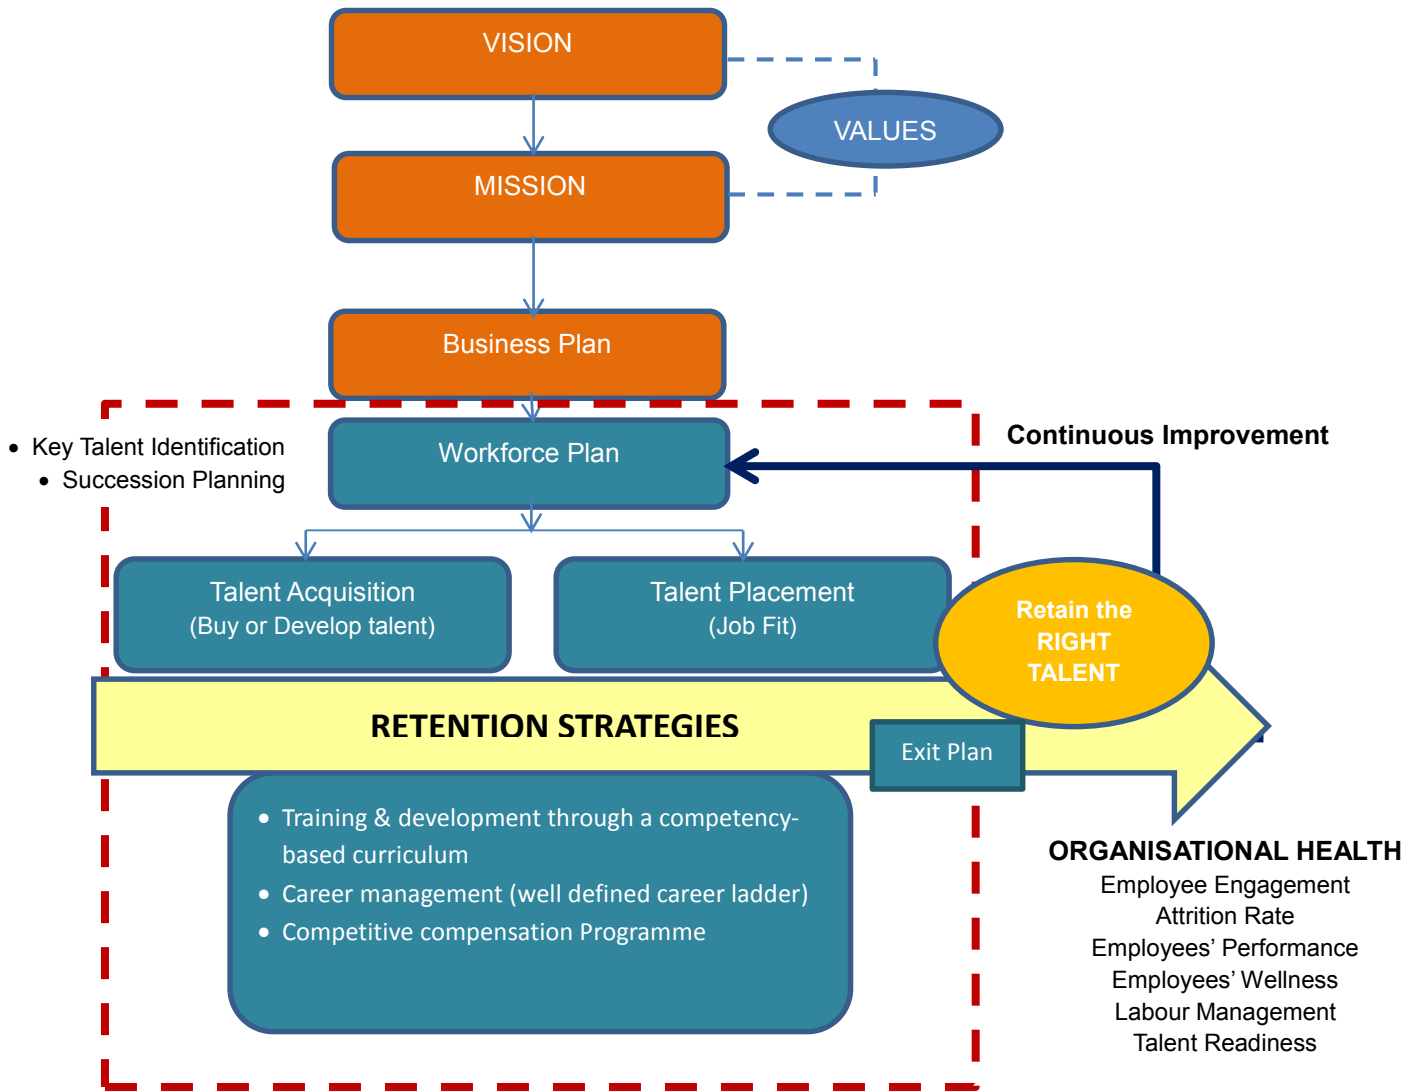 VISION
VALUES
MISSION
Business Plan
• Key Talent Identification
• Succession Planning
Workforce Plan
Continuous Improvement
Talent Acquisition
(Buy or Develop talent)
Talent Placement
(Job Fit)
Retain the
RIGHT
TALENT
RETENTION STRATEGIES
Exit Plan
• Training & development through a competency-
based curriculum
• Career management (well defined career ladder)
• Competitive compensation Programme
ORGANISATIONAL HEALTH
Employee Engagement
Attrition Rate
Employees’ Performance
Employees’ Wellness
Labour Management
Talent Readiness